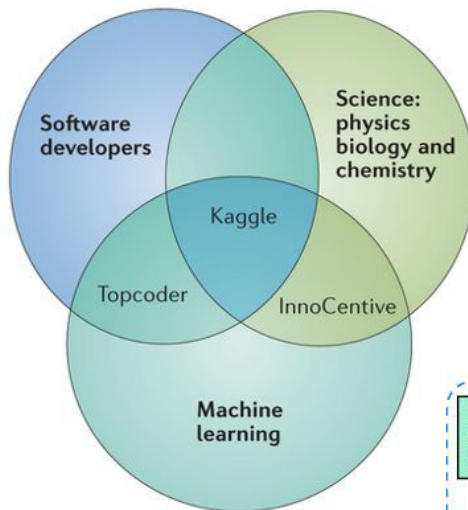 Software
developers
Science:
physics
biology and
chemistry
Kaggle
Topcoder
InnoCentive
Machine
learning